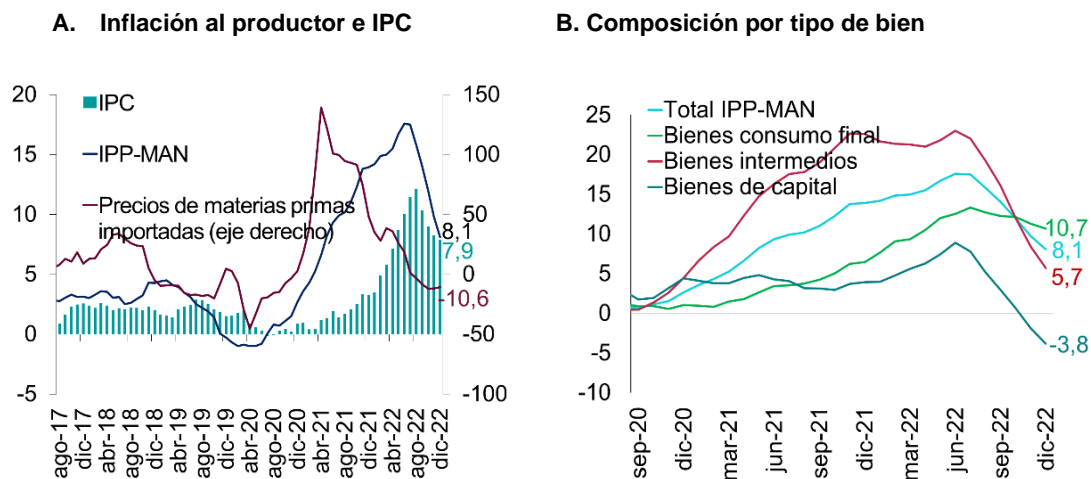 A. Inflación al productor e IPC
20
15
10
5
0
-5
150
100
50
0
-50
-100
IPC
IPP-MAN
Precios de materias primas
importadas (eje derecho)
8,1
7,9
-10,6
ago-17
dic-17
abr-18
ago-18
dic-18
abr-19
ago-19
dic-19
abr-20
ago-20
dic-20
abr-21
ago-21
dic-21
abr-22
ago-22
dic-22
B. Composición por tipo de bien
25
20
15
10
5
0
-5
-10
Total IPP-MAN
Bienes consumo final
Bienes intermedios
Bienes de capital
10,7
8,1
5,7
-3,8
sep-20
dic-20
mar-21
jun-21
sep-21
dic-21
mar-22
jun-22
sep-22
dic-22